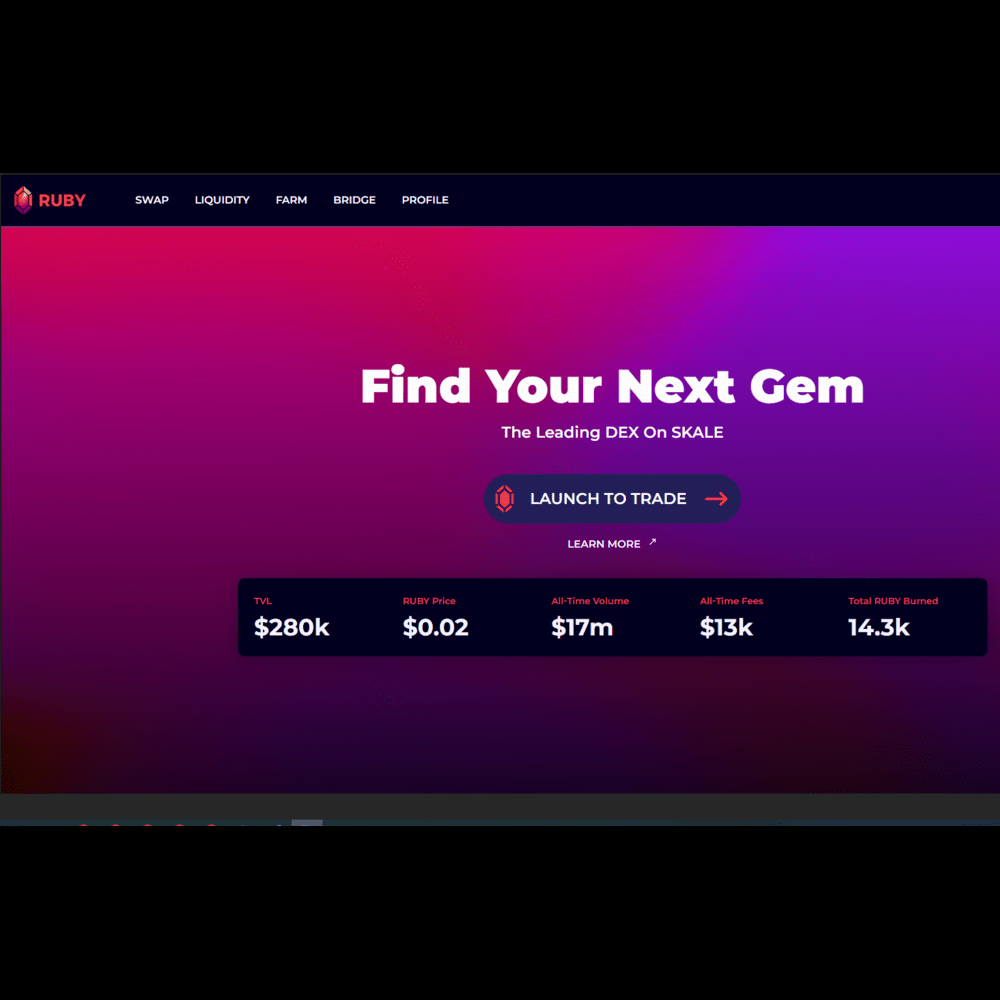 RUBY SWAP LIQUIDITY FARM BRIDGE PROFILE
Find Your Next Gem
The Leading DEX On SKALE
LAUNCH TO TRADE
LEARN MORE
TVL RUBY Price All-Time Volume All-Time Fees Total RUBY Burned
$280k $0.02 $17m $13k 14.3k